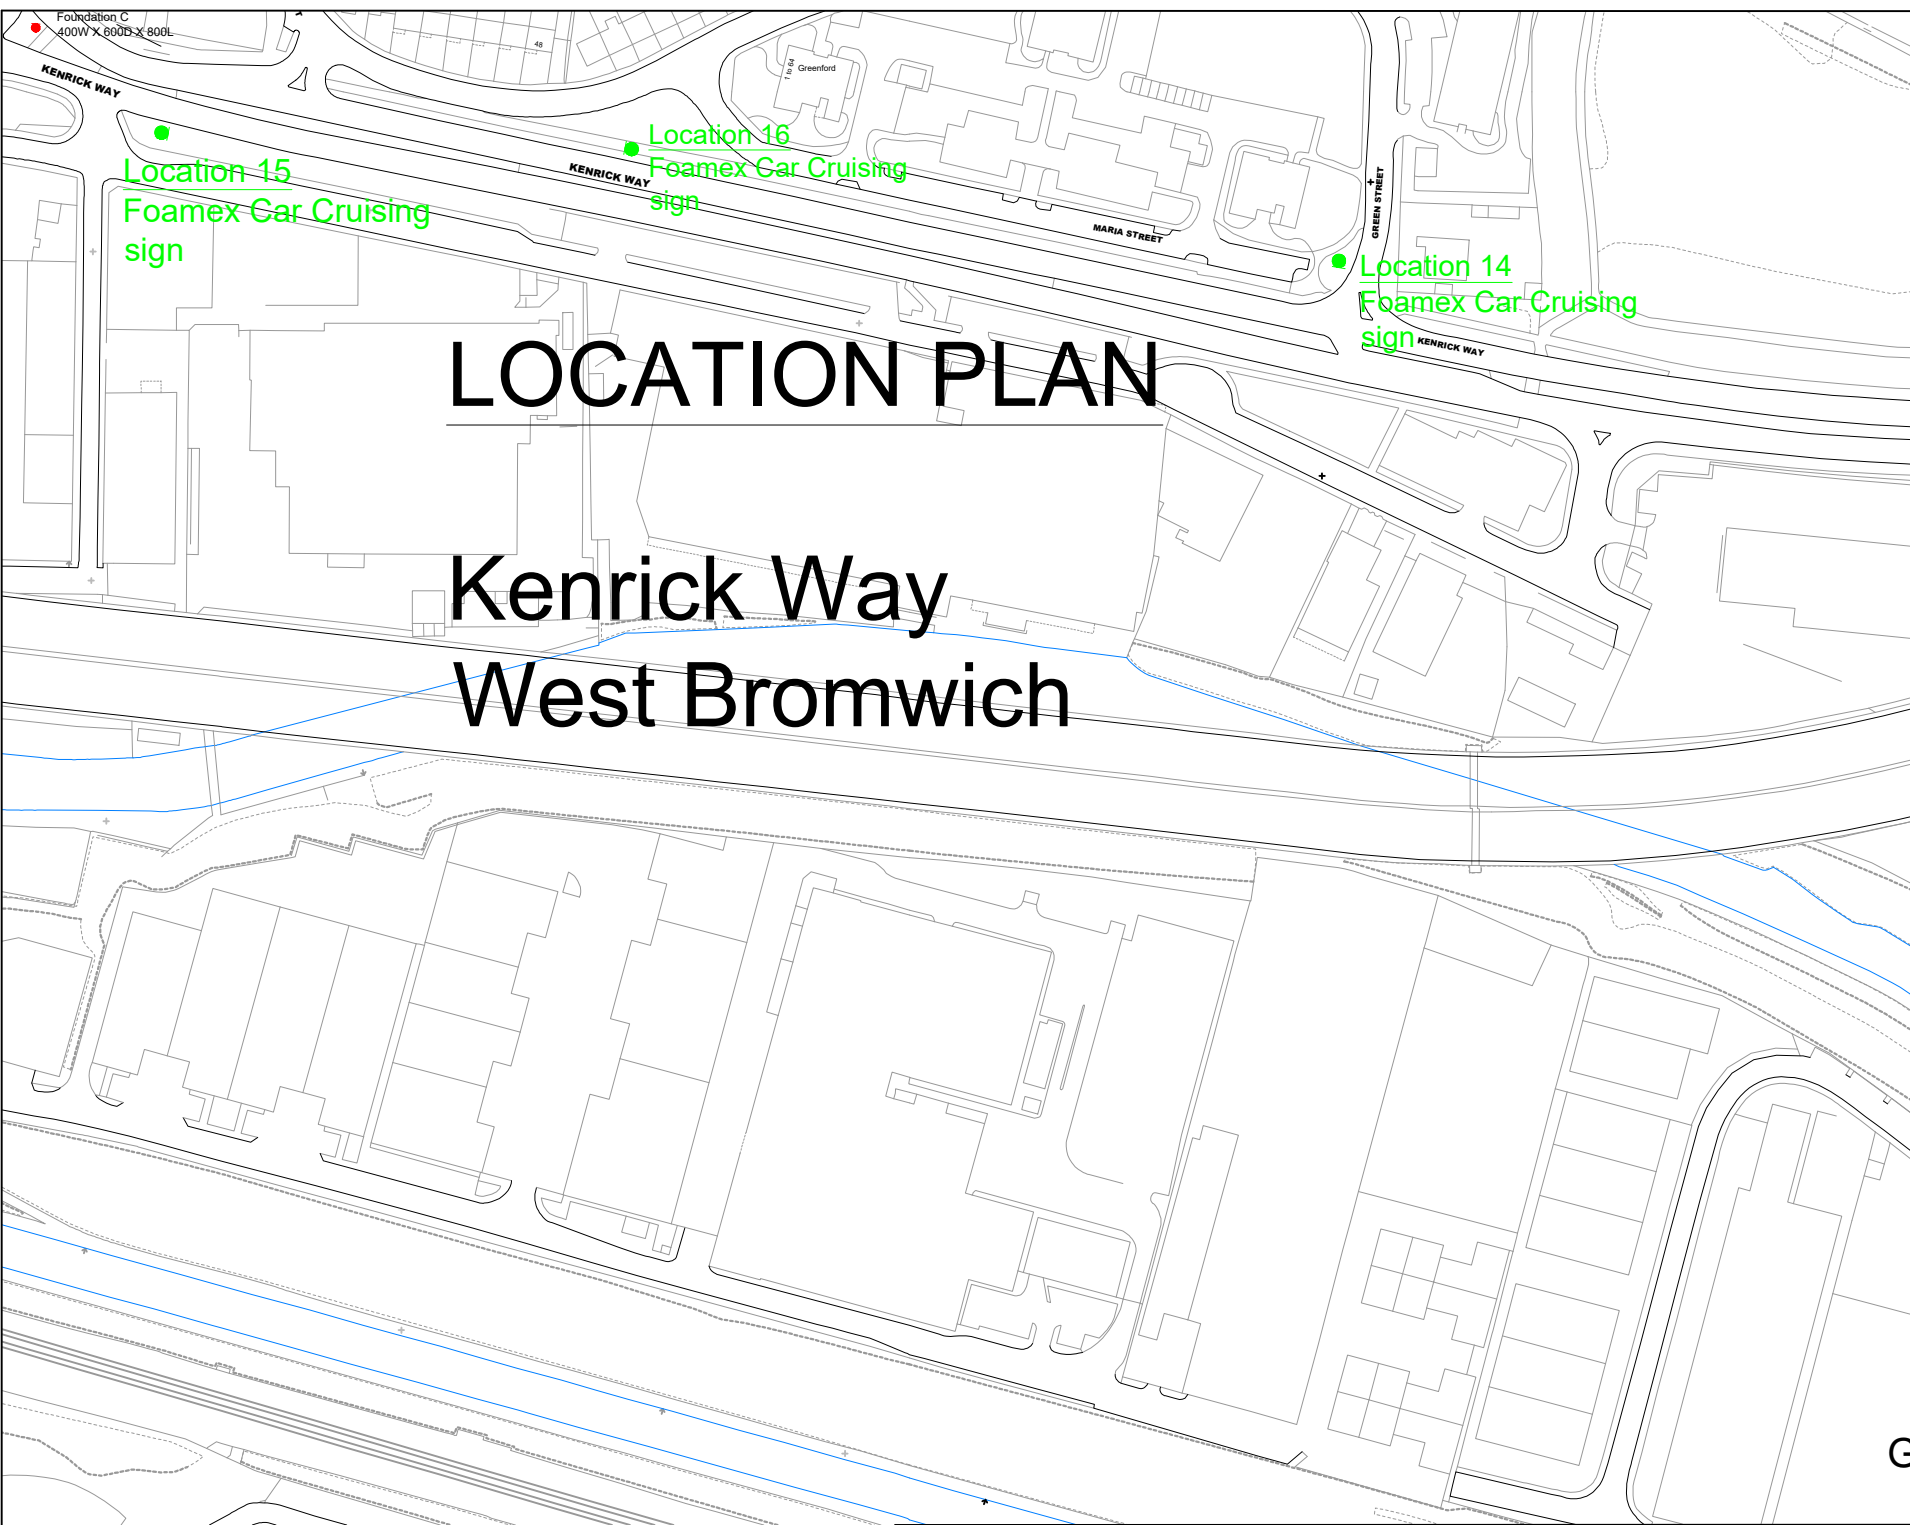 Foundation C
400W X 600D X 800L
KENRICK WAY
48
1 to 64
Greenford
Location 16
Foamex Car Cruising
sign
KENRICK WAY
Location 15
Foamex Car Cruising
sign
MARIA STREET
GREEN STREET
Location 14
Foamex Car Cruising
sign
KENRICK WAY
LOCATION PLAN
Kenrick Way
West Bromwich
G